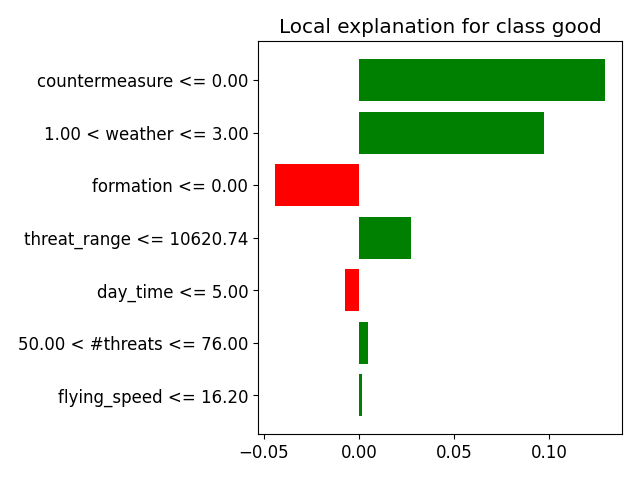 Local explanation for class good
countermeasure <= 0.00
1.00 < weather <= 3.00
formation <= 0.00
threat_range <= 10620.74
day_time <= 5.00
50.00 < #threats <= 76.00
flying_speed <= 16.20
−0.05 0.00 0.05 0.10